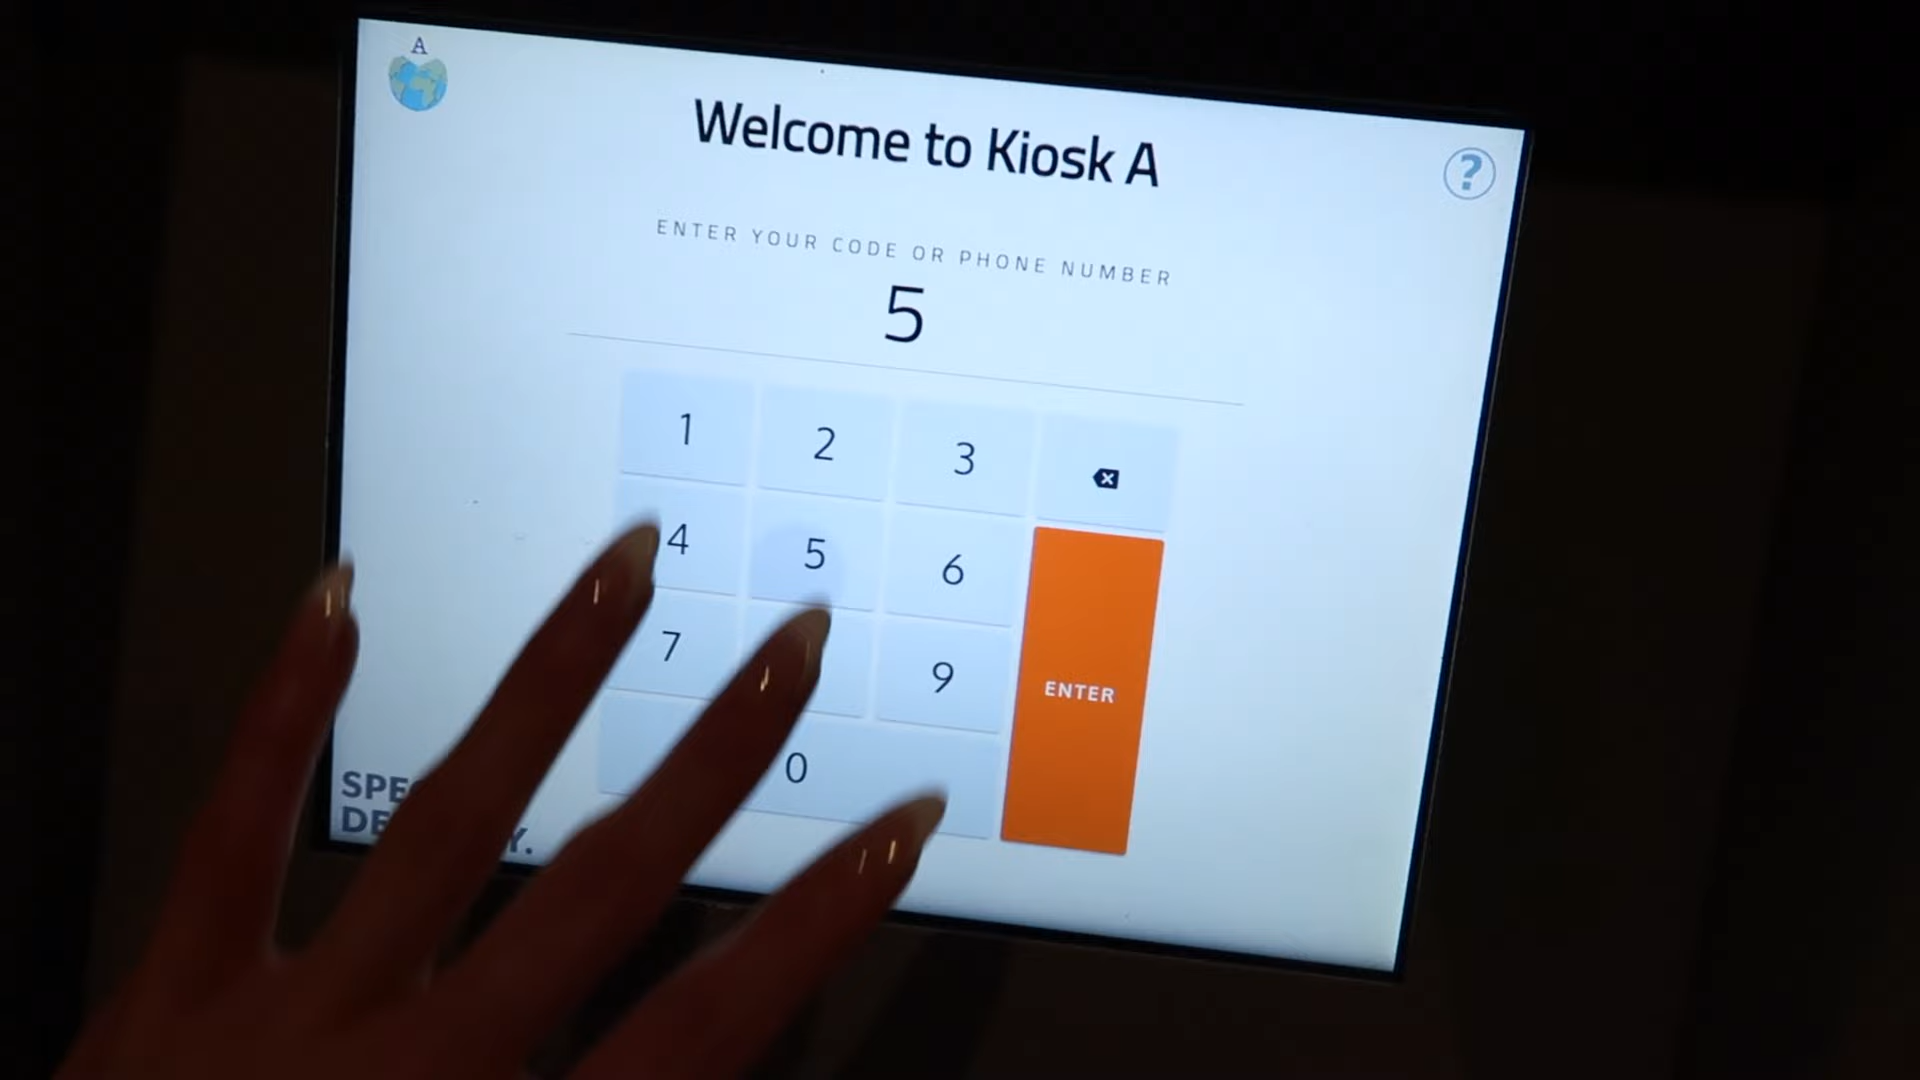 A
Welcome to Kiosk A
?
ENTER YOUR CODE OR PHONE NUMBER
5
1 2 3
4 5 6
7 9
ENTER
0